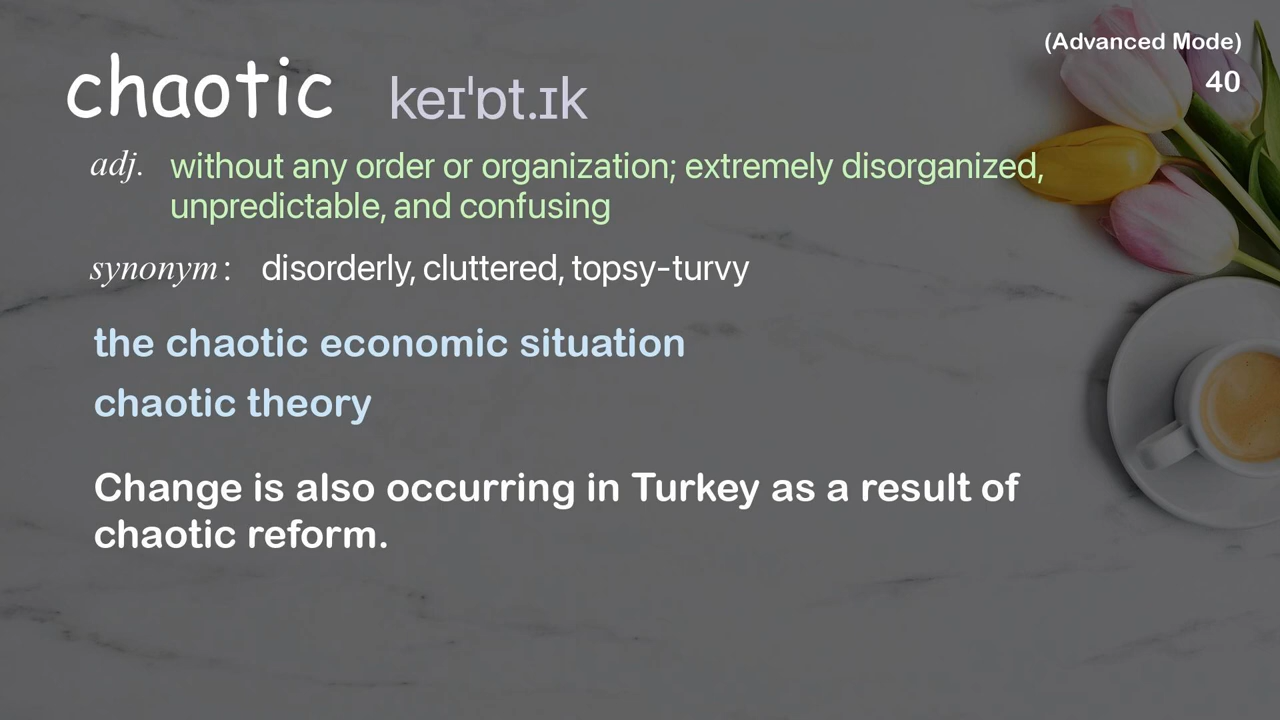 (Advanced Mode)
40
chaotic keɪˈɒt.ɪk
adj. without any order or organization; extremely disorganized,
unpredictable, and confusing
synonym: disorderly, cluttered, topsy-turvy
the chaotic economic situation
chaotic theory
Change is also occurring in Turkey as a result of
chaotic reform.